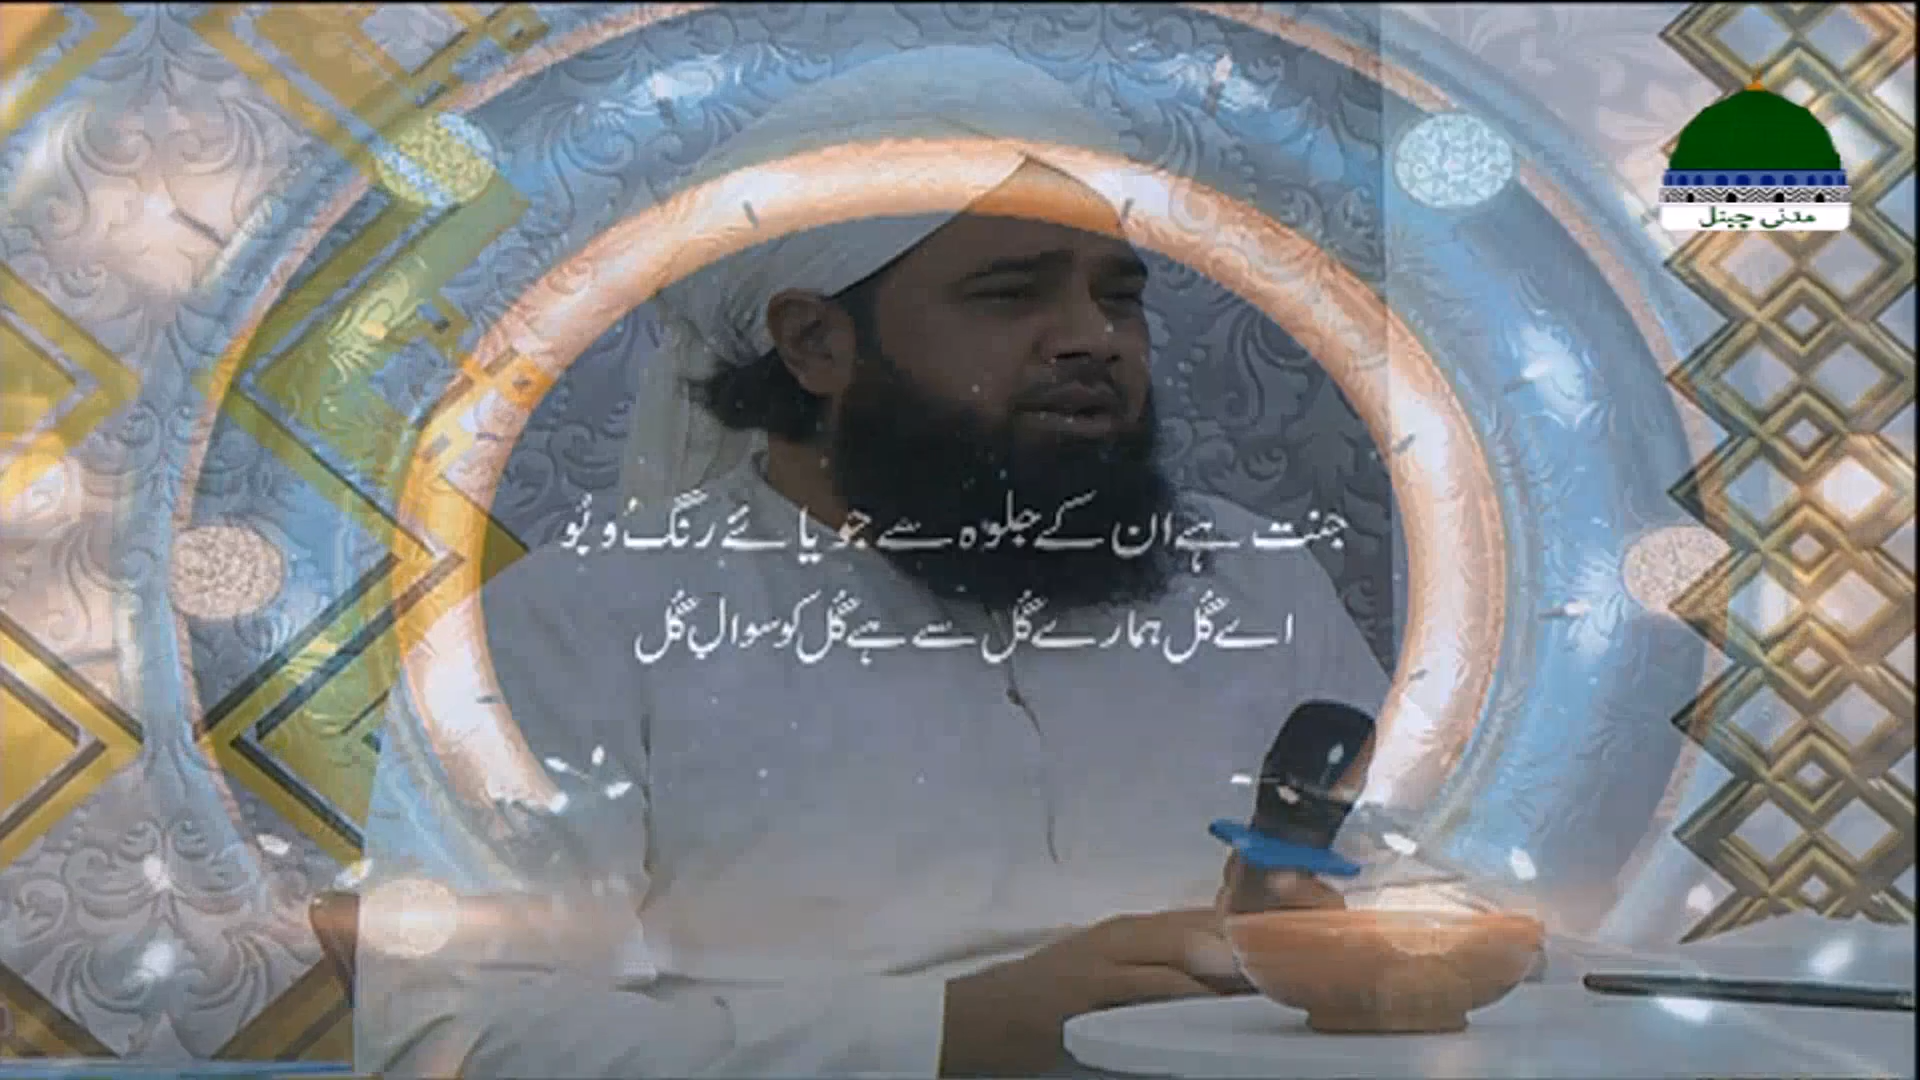 مدنی چینل
جنت ہے ان کے جلوہ سے جویائے رنگ و بُو
اے گُل ہمارے گُل سے ہے گُل کو سوالِ گُل